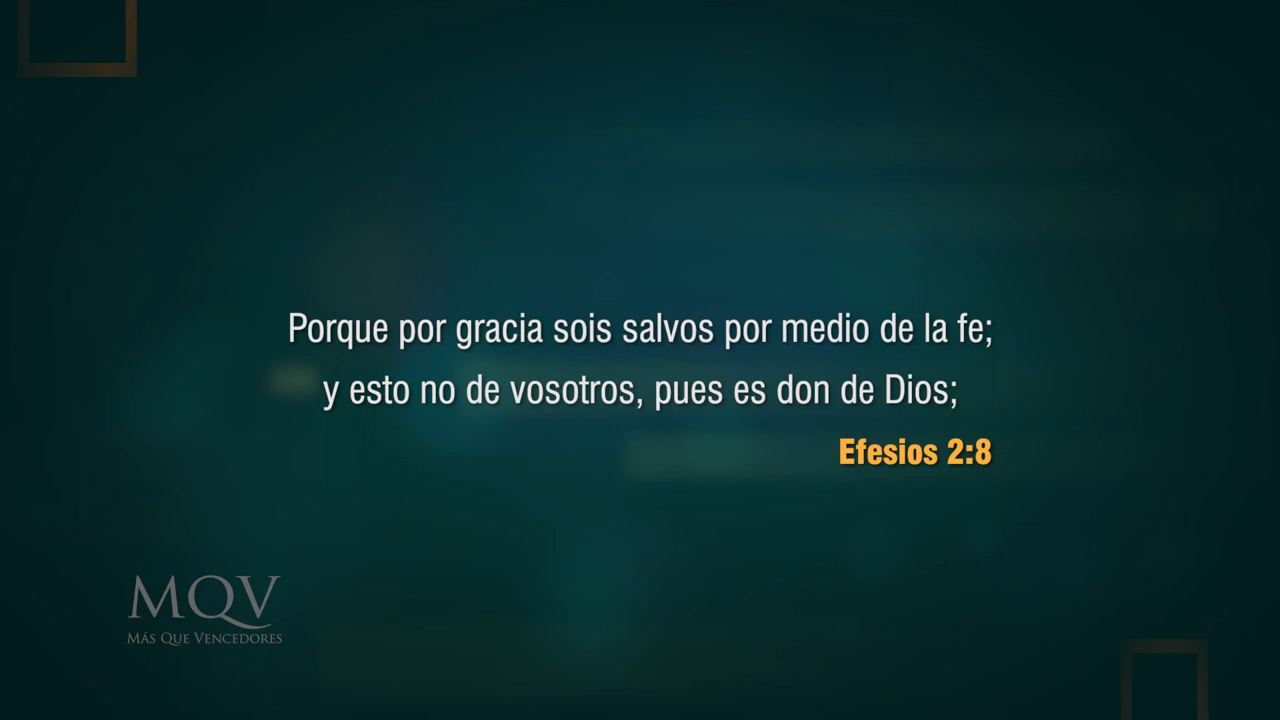 Porque por gracia sois salvos por medio de la fe;
y esto no de vosotros, pues es don de Dios;
Efesios 2:8
MQV
MÁS QUE VENCEDORES